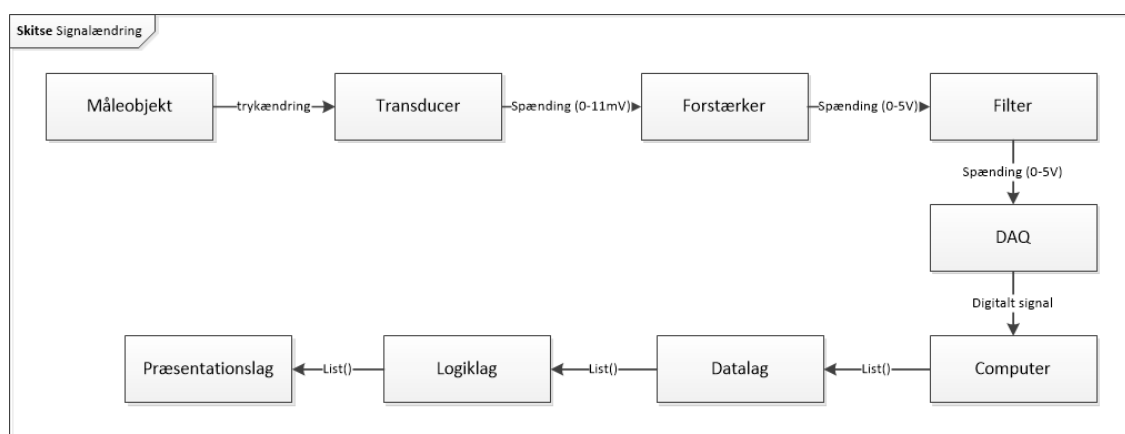 Skitse Signalændring
Måleobjekt
trykændring
Transducer
Spænding (0-11mV)
Forstærker
Spænding (0-5V)
Filter
Spænding (0-5V)
DAQ
Digitalt signal
Computer
List()
Datalag
List()
Logiklag
List()
Præsentationslag